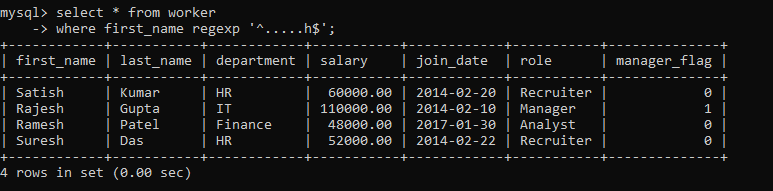 mysql> select * from worker
    -> where first_name regexp '^.....h$';
+------------+-----------+------------+-----------+------------+-----------+--------------+
| first_name | last_name | department | salary    | join_date  | role      | manager_flag |
+------------+-----------+------------+-----------+------------+-----------+--------------+
| Satish     | Kumar     | HR         |  60000.00 | 2014-02-20 | Recruiter |            0 |
| Rajesh     | Gupta     | IT         | 110000.00 | 2014-02-10 | Manager   |            1 |
| Ramesh     | Patel     | Finance    |  48000.00 | 2017-01-30 | Analyst   |            0 |
| Suresh     | Das       | HR         |  52000.00 | 2014-02-22 | Recruiter |            0 |
+------------+-----------+------------+-----------+------------+-----------+--------------+
4 rows in set (0.00 sec)